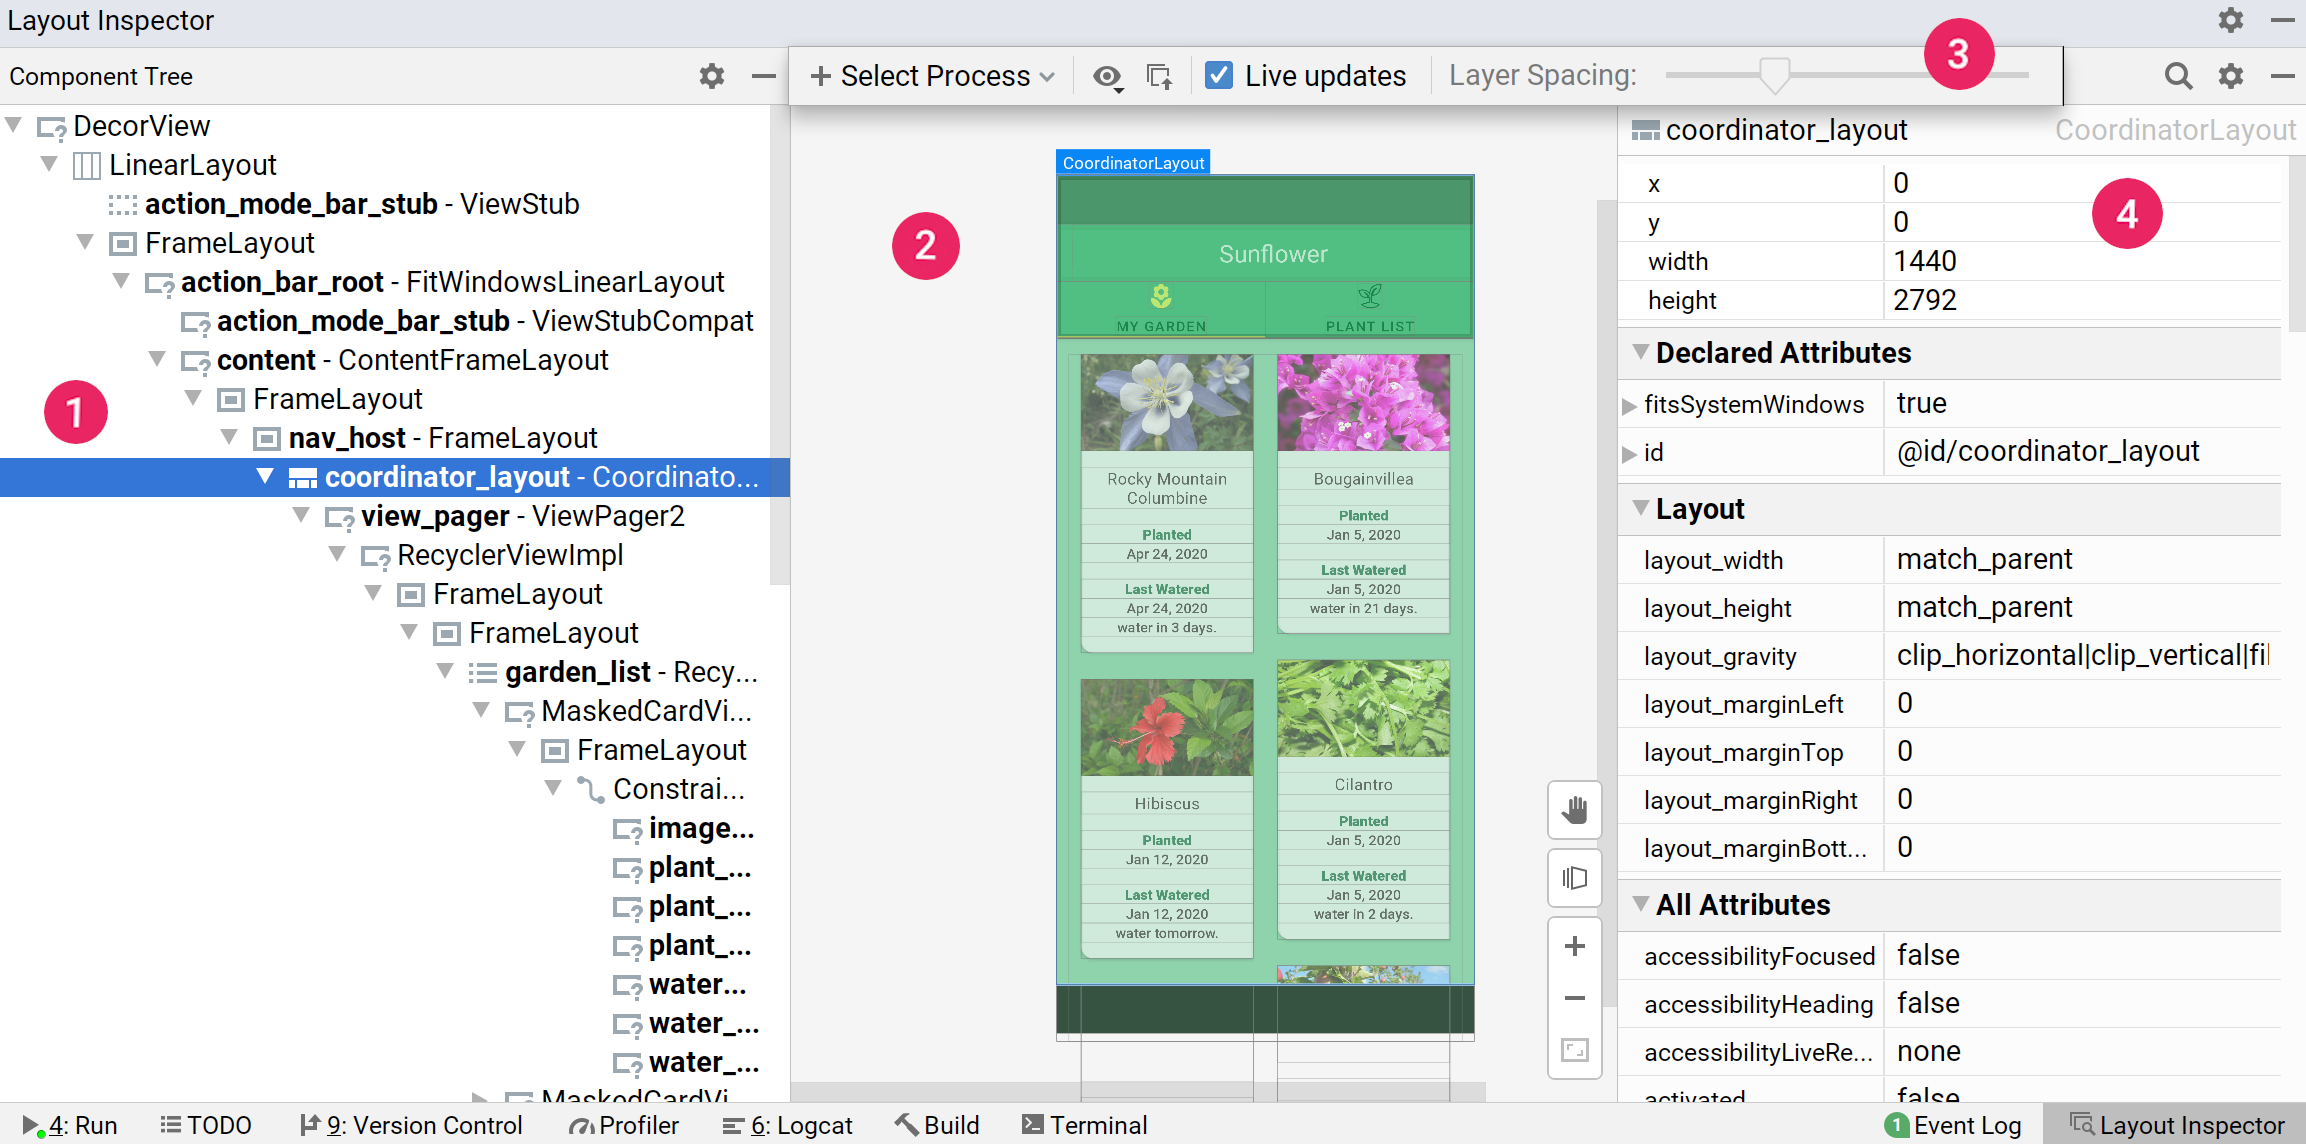 Layout Inspector
Component Tree
Select Process
Live updates
Layer Spacing:
3
DecorView
LinearLayout
action_mode_bar_stub - ViewStub
FrameLayout
action_bar_root - FitWindowsLinearLayout
action_mode_bar_stub - ViewStubCompat
content - ContentFrameLayout
FrameLayout
1
nav_host - FrameLayout
coordinator_layout - Coordinato...
view_pager - ViewPager2
RecyclerViewImpl
FrameLayout
FrameLayout
garden_list - Recy...
MaskedCardVi...
FrameLayout
Constrai...
image...
plant_...
plant_...
plant_...
water...
water_...
water_...
MaskedCardVi
2
CoordinatorLayout
Sunflower
MY GARDEN
PLANT LIST
Rocky Mountain
Columbine
Planted
Apr 24, 2020
Last Watered
Apr 24, 2020
water in 3 days.
Bougainvillea
Planted
Jan 5, 2020
Last Watered
Jan 5, 2020
water in 21 days.
Hibiscus
Planted
Jan 12, 2020
Last Watered
Jan 12, 2020
water tomorrow.
Cilantro
Planted
Jan 5, 2020
Last Watered
Jan 5, 2020
water in 2 days.
coordinator_layout CoordinatorLayout
x 0
4
y 0
width 1440
height 2792
Declared Attributes
fitsSystemWindows true
id @id/coordinator_layout
Layout
layout_width match_parent
layout_height match_parent
layout_gravity clip_horizontal|clip_vertical|fil
layout_marginLeft 0
layout_marginTop 0
layout_marginRight 0
layout_marginBott... 0
All Attributes
accessibilityFocused false
accessibilityHeading false
accessibilityLiveRe... none
activated false
4: Run
TODO
9: Version Control
Profiler
6: Logcat
Build
Terminal
1 Event Log
Layout Inspector